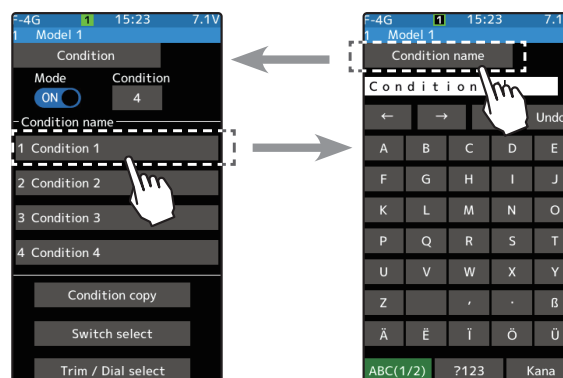 F-4G 1 15:23 7.1V
1 Model 1
Condition
Mode Condition
ON 4
Condition name
1 Condition 1
2 Condition 2
3 Condition 3
4 Condition 4
Condition copy
Switch select
Trim / Dial select
F-4G 1 15:23 7.1
1 Model 1
Condition name
Condition
← → Undo
A B C D E
F G H I J
K L M N O
P Q R S T
U V W X Y
Z , . ß
Ä Ë Ï Ö Ü
ABC(1/2) ?123 Kana